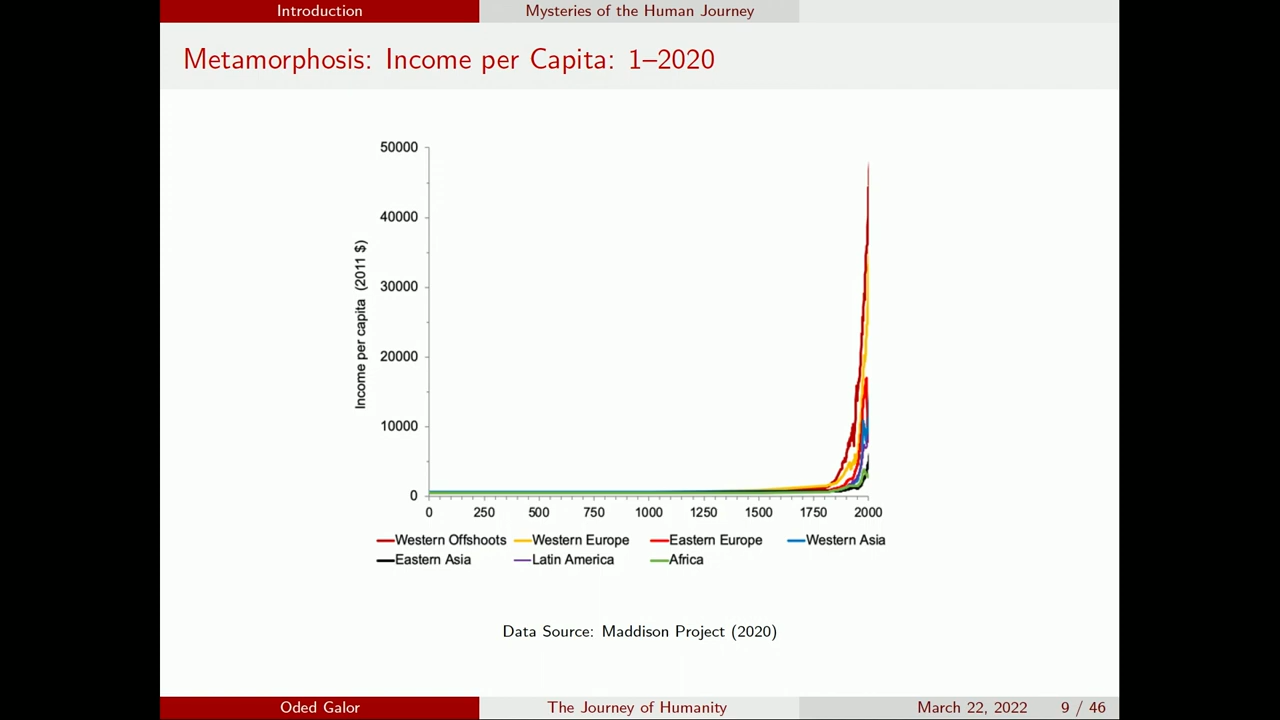 Introduction Mysteries of the Human Journey
Metamorphosis: Income per Capita: 1–2020
50000
40000
30000
20000
10000
0
Income per capita (2011 $)
0 250 500 750 1000 1250 1500 1750 2000
Western Offshoots Western Europe Eastern Europe Western Asia
Eastern Asia Latin America Africa
Data Source: Maddison Project (2020)
Oded Galor The Journey of Humanity March 22, 2022 9 / 46